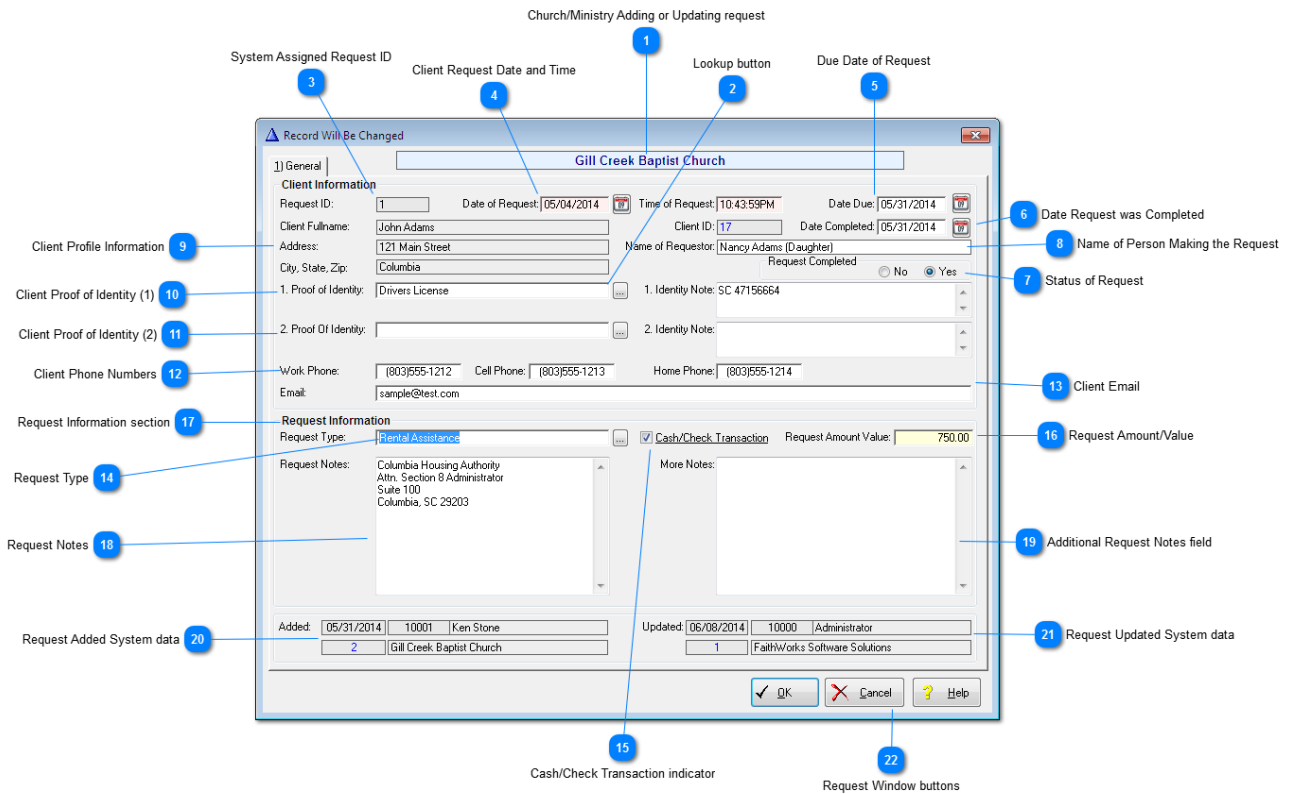 Church/Ministry Adding or Updating request
1
System Assigned Request ID
3
Client Request Date and Time
4
Lookup button
2
Due Date of Request
5
Record Will Be Changed
1) General
Gill Creek Baptist Church
Client Information
Request ID: 1 Date of Request: 05/04/2014 Time of Request: 10:43:59PM Date Due: 05/31/2014
Client Fullname: John Adams Client ID: 17 Date Completed: 05/31/2014
6 Date Request was Completed
Client Profile Information 9
Address: 121 Main Street Name of Requestor: Nancy Adams (Daughter)
8 Name of Person Making the Request
City, State, Zip: Columbia Request Completed No Yes
7 Status of Request
Client Proof of Identity (1) 10
1. Proof of Identity: Drivers License ... 1. Identity Note: SC 47156664
Client Proof of Identity (2) 11
2. Proof Of Identity: ... 2. Identity Note:
Client Phone Numbers 12
Work Phone: (803)555-1212 Cell Phone: (803)555-1213 Home Phone: (803)555-1214
13 Client Email
Email: sample@test.com
Request Information section 17
Request Information
Request Type: Rental Assistance ... Cash/Check Transaction Request Amount Value: 750.00
16 Request Amount/Value
Request Type 14
Request Notes: Columbia Housing Authority
Attn. Section 8 Administrator
Suite 100
Columbia, SC 29203
More Notes:
Request Notes 18
19 Additional Request Notes field
Request Added System data 20
Added: 05/31/2014 10001 Ken Stone
2 Gill Creek Baptist Church
Updated: 06/08/2014 10000 Administrator
1 FaithWorks Software Solutions
21 Request Updated System data
OK Cancel Help
15
Cash/Check Transaction indicator
22
Request Window buttons